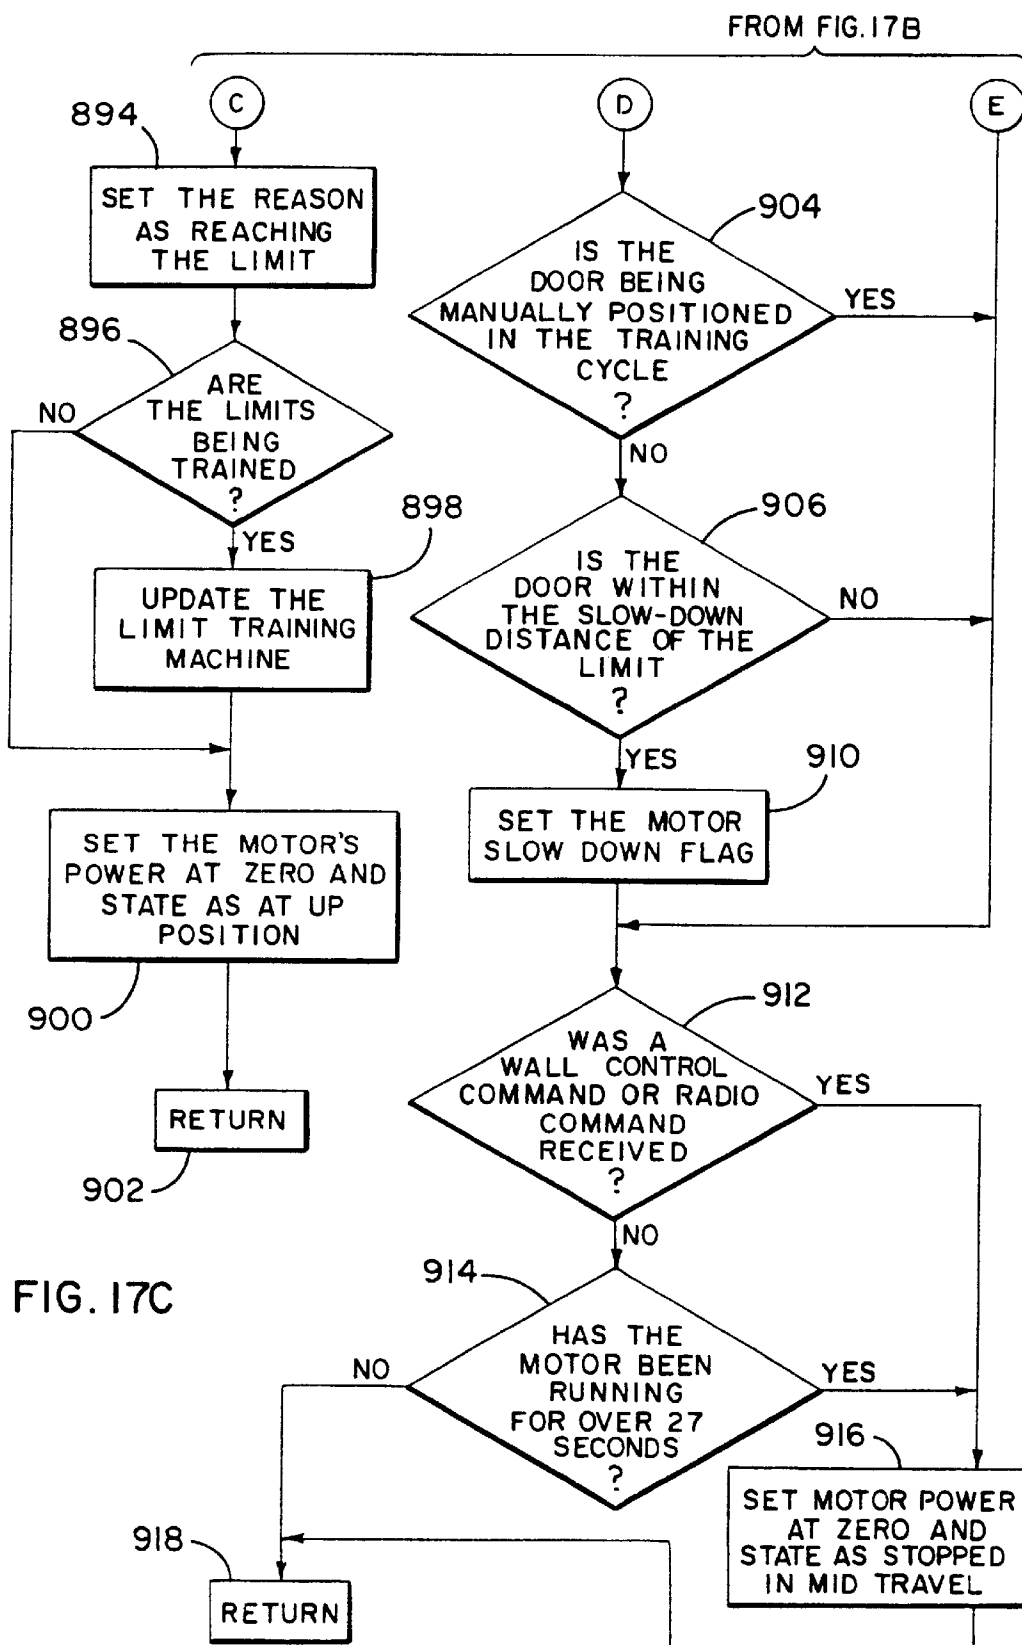 FROM FIG. 17B
C
894
SET THE REASON
AS REACHING
THE LIMIT
896
ARE
THE LIMITS
BEING
TRAINED
?
NO
YES
898
UPDATE THE
LIMIT TRAINING
MACHINE
SET THE MOTOR'S
POWER AT ZERO AND
STATE AS AT UP
POSITION
900
RETURN
902
FIG. 17C
D
904
IS THE
DOOR BEING
MANUALLY POSITIONED
IN THE TRAINING
CYCLE
?
YES
NO
906
IS THE
DOOR WITHIN
THE SLOW-DOWN
DISTANCE OF THE
LIMIT
?
NO
YES
910
SET THE MOTOR
SLOW DOWN FLAG
E
912
WAS A
WALL CONTROL
COMMAND OR RADIO
COMMAND
RECEIVED
?
YES
NO
914
HAS THE
MOTOR BEEN
RUNNING
FOR OVER 27
SECONDS
?
NO
YES
916
SET MOTOR POWER
AT ZERO AND
STATE AS STOPPED
IN MID TRAVEL
918
RETURN